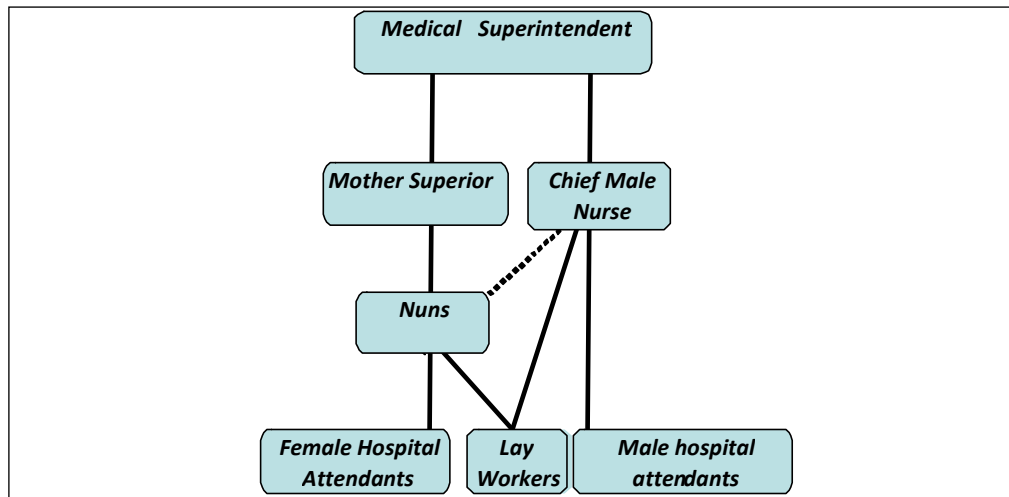 Medical Superintendent
Mother Superior
Chief Male
Nurse
Nuns
Female Hospital
Attendants
Lay
Workers
Male hospital
attendants